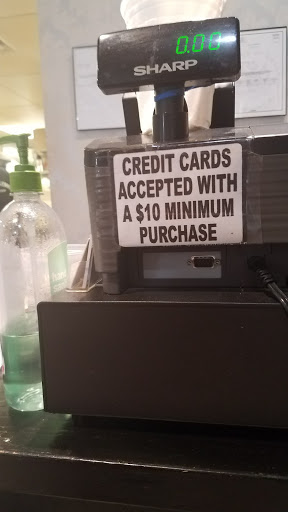 0.00
SHARP
CREDIT CARDS
ACCEPTED WITH
A $10 MINIMUM
PURCHASE